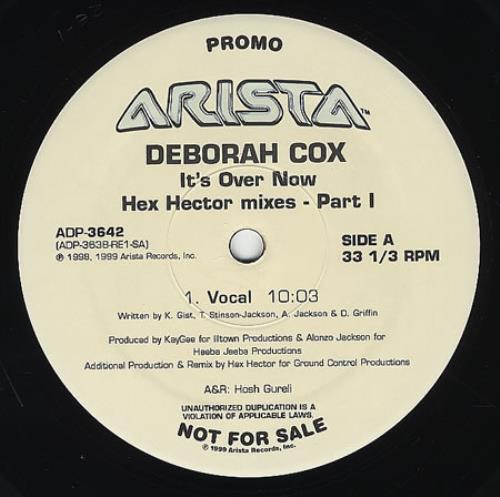 PROMO
ARISTA™
DEBORAH COX
It's Over Now
Hex Hector mixes - Part I
ADP-3642
(ADP-3638-RE1-SA)
℗ 1998, 1999 Arista Records, Inc.
SIDE A
33 1/3 RPM
1. Vocal 10:03
Written by K. Gist, T. Stinson-Jackson, A. Jackson & D. Griffin
Produced by KayGee for Illtown Productions & Alonzo Jackson for
Heeba Jeeba Productions
Additional Production & Remix by Hex Hector for Ground Control Productions
A&R: Hosh Gureli
UNAUTHORIZED DUPLICATION IS A
VIOLATION OF APPLICABLE LAWS.
NOT FOR SALE
℗ 1999 Arista Records, Inc.